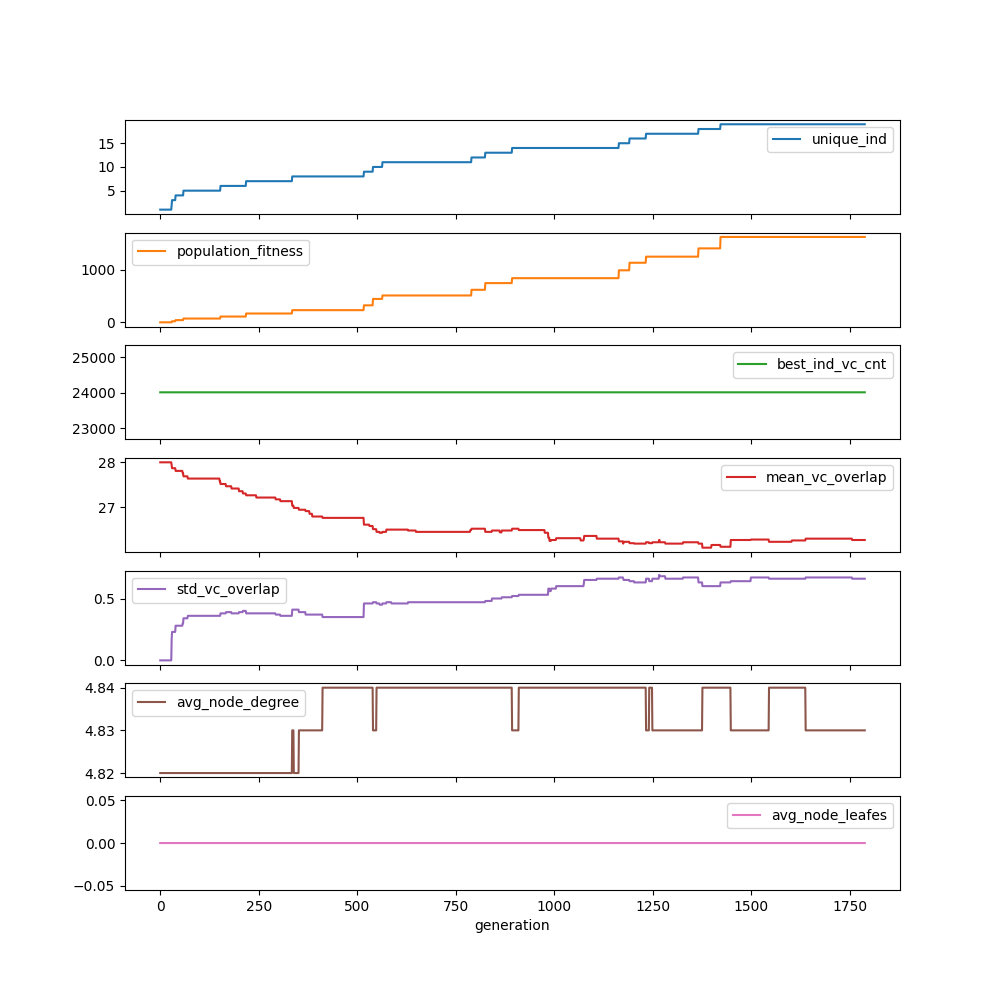 15
10
5
unique_ind
1000
0
population_fitness
25000
24000
23000
best_ind_vc_cnt
28
27
mean_vc_overlap
0.5
0.0
std_vc_overlap
4.84
4.83
4.82
avg_node_degree
0.05
0.00
−0.05
avg_node_leafes
0 250 500 750 1000 1250 1500 1750
generation